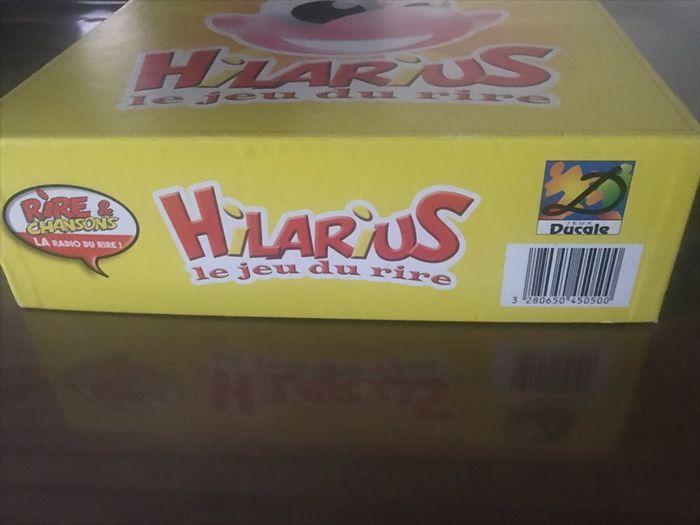 HiLARiUS
le jeu du rire
RIRE &
CHANSONS
LA RADIO DU RIRE !
HiLARiUS
le jeu du rire
JEUX
Ducale
3 280650 450500